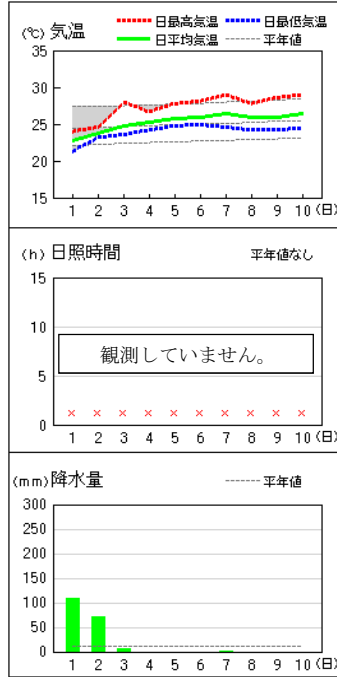 (℃) 気温 日最高気温 日最低気温
日平均気温 平年値
35
30
25
20
15
1 2 3 4 5 6 7 8 9 10 (日)
(h) 日照時間 平年値なし
15
10
観測していません。
5
0
× × × × × × × × × ×
1 2 3 4 5 6 7 8 9 10 (日)
(mm) 降水量 平年値
300
250
200
150
100
50
0
1 2 3 4 5 6 7 8 9 10 (日)